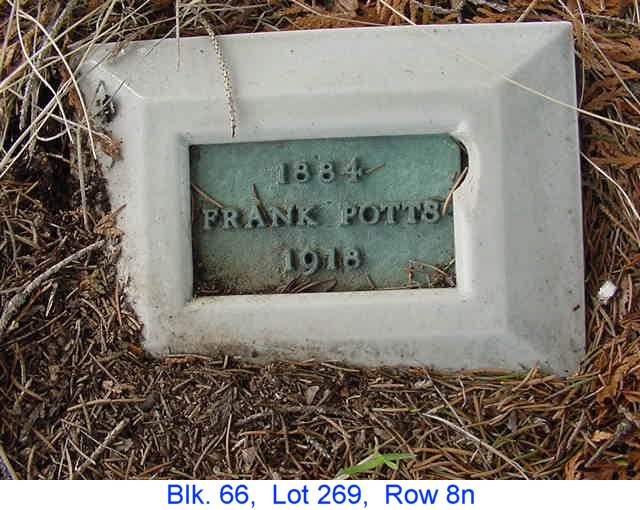 1884
FRANK POTTS
1918
Blk. 66, Lot 269, Row 8n